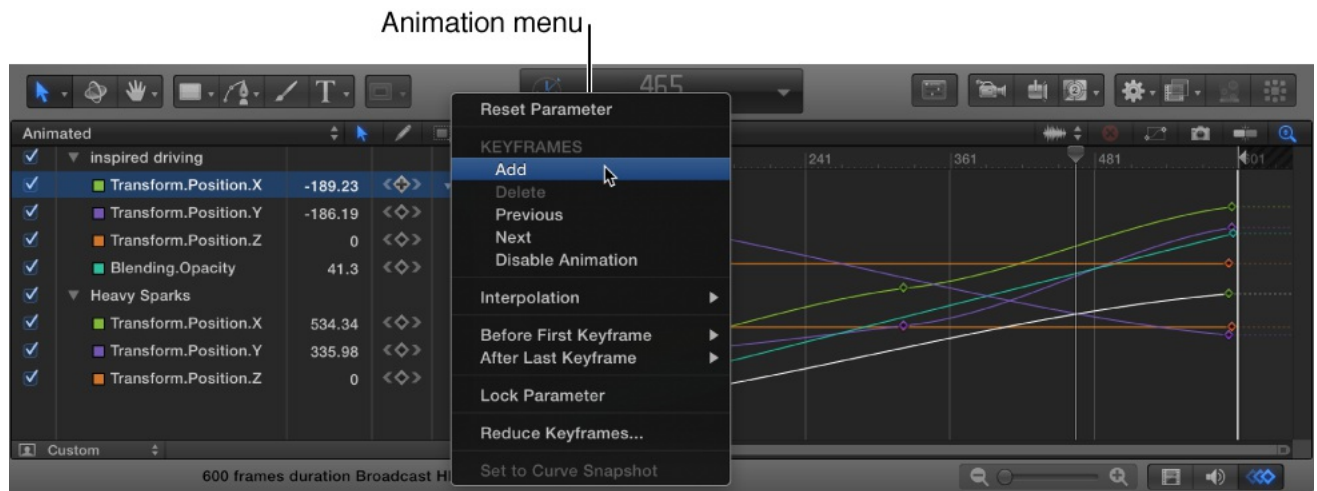 Animation menu
T
465
Reset Parameter
Animated
KEYFRAMES
inspired driving
Add
241
361
481
601
Transform.Position.X
-189.23
Delete
Transform.Position.Y
-186.19
Previous
Transform.Position.Z
0
Next
Blending.Opacity
41.3
Disable Animation
Heavy Sparks
Interpolation
Transform.Position.X
534.34
Before First Keyframe
Transform.Position.Y
335.98
After Last Keyframe
Transform.Position.Z
0
Lock Parameter
Reduce Keyframes...
Custom
Set to Curve Snapshot
600 frames duration Broadcast